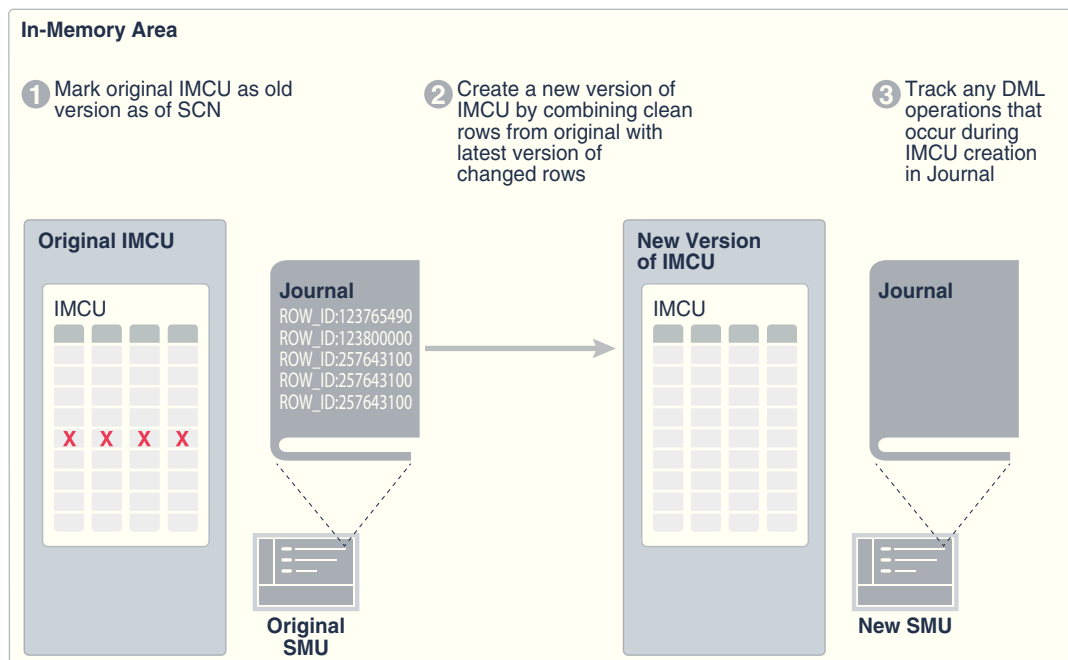 In-Memory Area
1 Mark original IMCU as old
version as of SCN
2 Create a new version of
IMCU by combining clean
rows from original with
latest version of
changed rows
3 Track any DML
operations that
occur during
IMCU creation
in Journal
Original IMCU
IMCU
X X X X
Journal
ROW_ID:123765490
ROW_ID:123800000
ROW_ID:257643100
ROW_ID:257643100
ROW_ID:257643100
Original
SMU
New Version
of IMCU
IMCU
Journal
New SMU